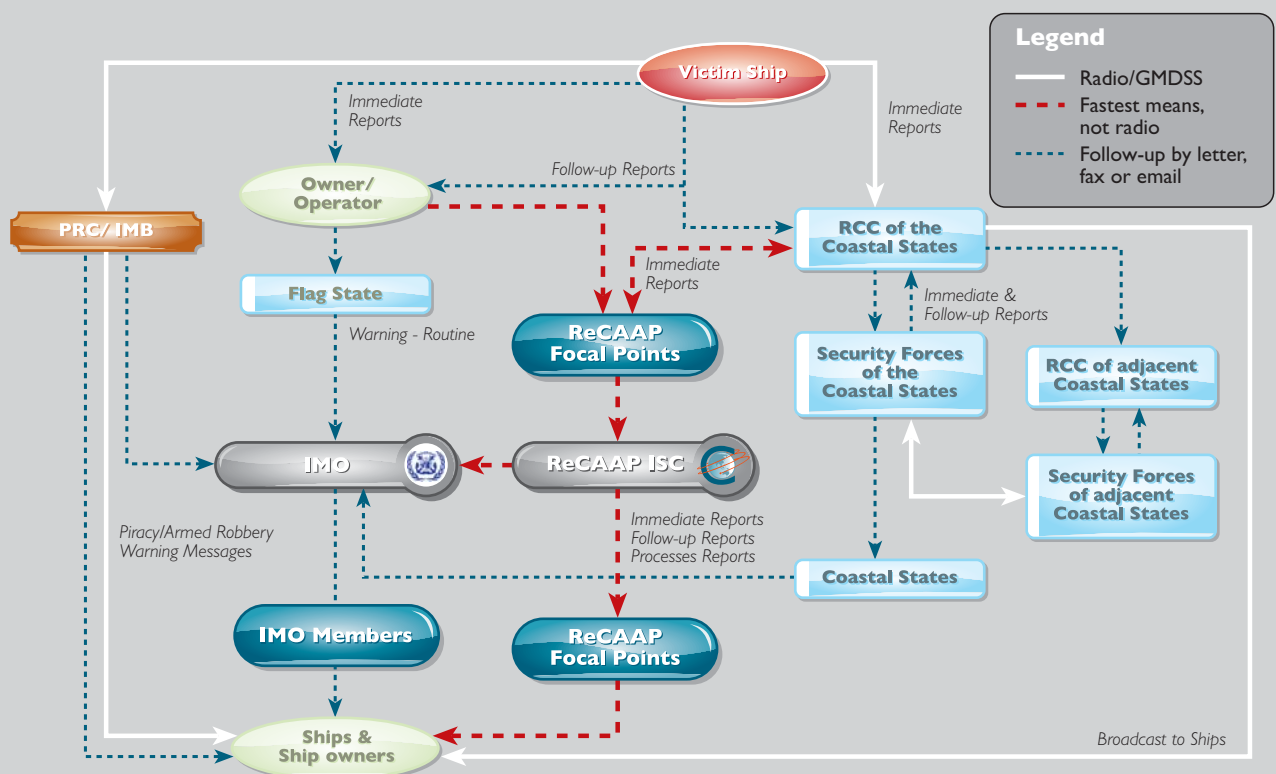 Legend
Radio/GMDSS
Fastest means,
not radio
Follow-up by letter,
fax or email
Victim Ship
Immediate
Reports
Immediate
Reports
Follow-up Reports
Owner/
Operator
PRC/ IMB
RCC of the
Coastal States
Immediate
Reports
Flag State
Immediate &
Follow-up Reports
Warning - Routine
ReCAAP
Focal Points
Security Forces
of the
Coastal States
RCC of adjacent
Coastal States
IMO
ReCAAP ISC
Security Forces
of adjacent
Coastal States
Piracy/Armed Robbery
Warning Messages
Immediate Reports
Follow-up Reports
Processes Reports
Coastal States
IMO Members
ReCAAP
Focal Points
Ships &
Ship owners
Broadcast to Ships